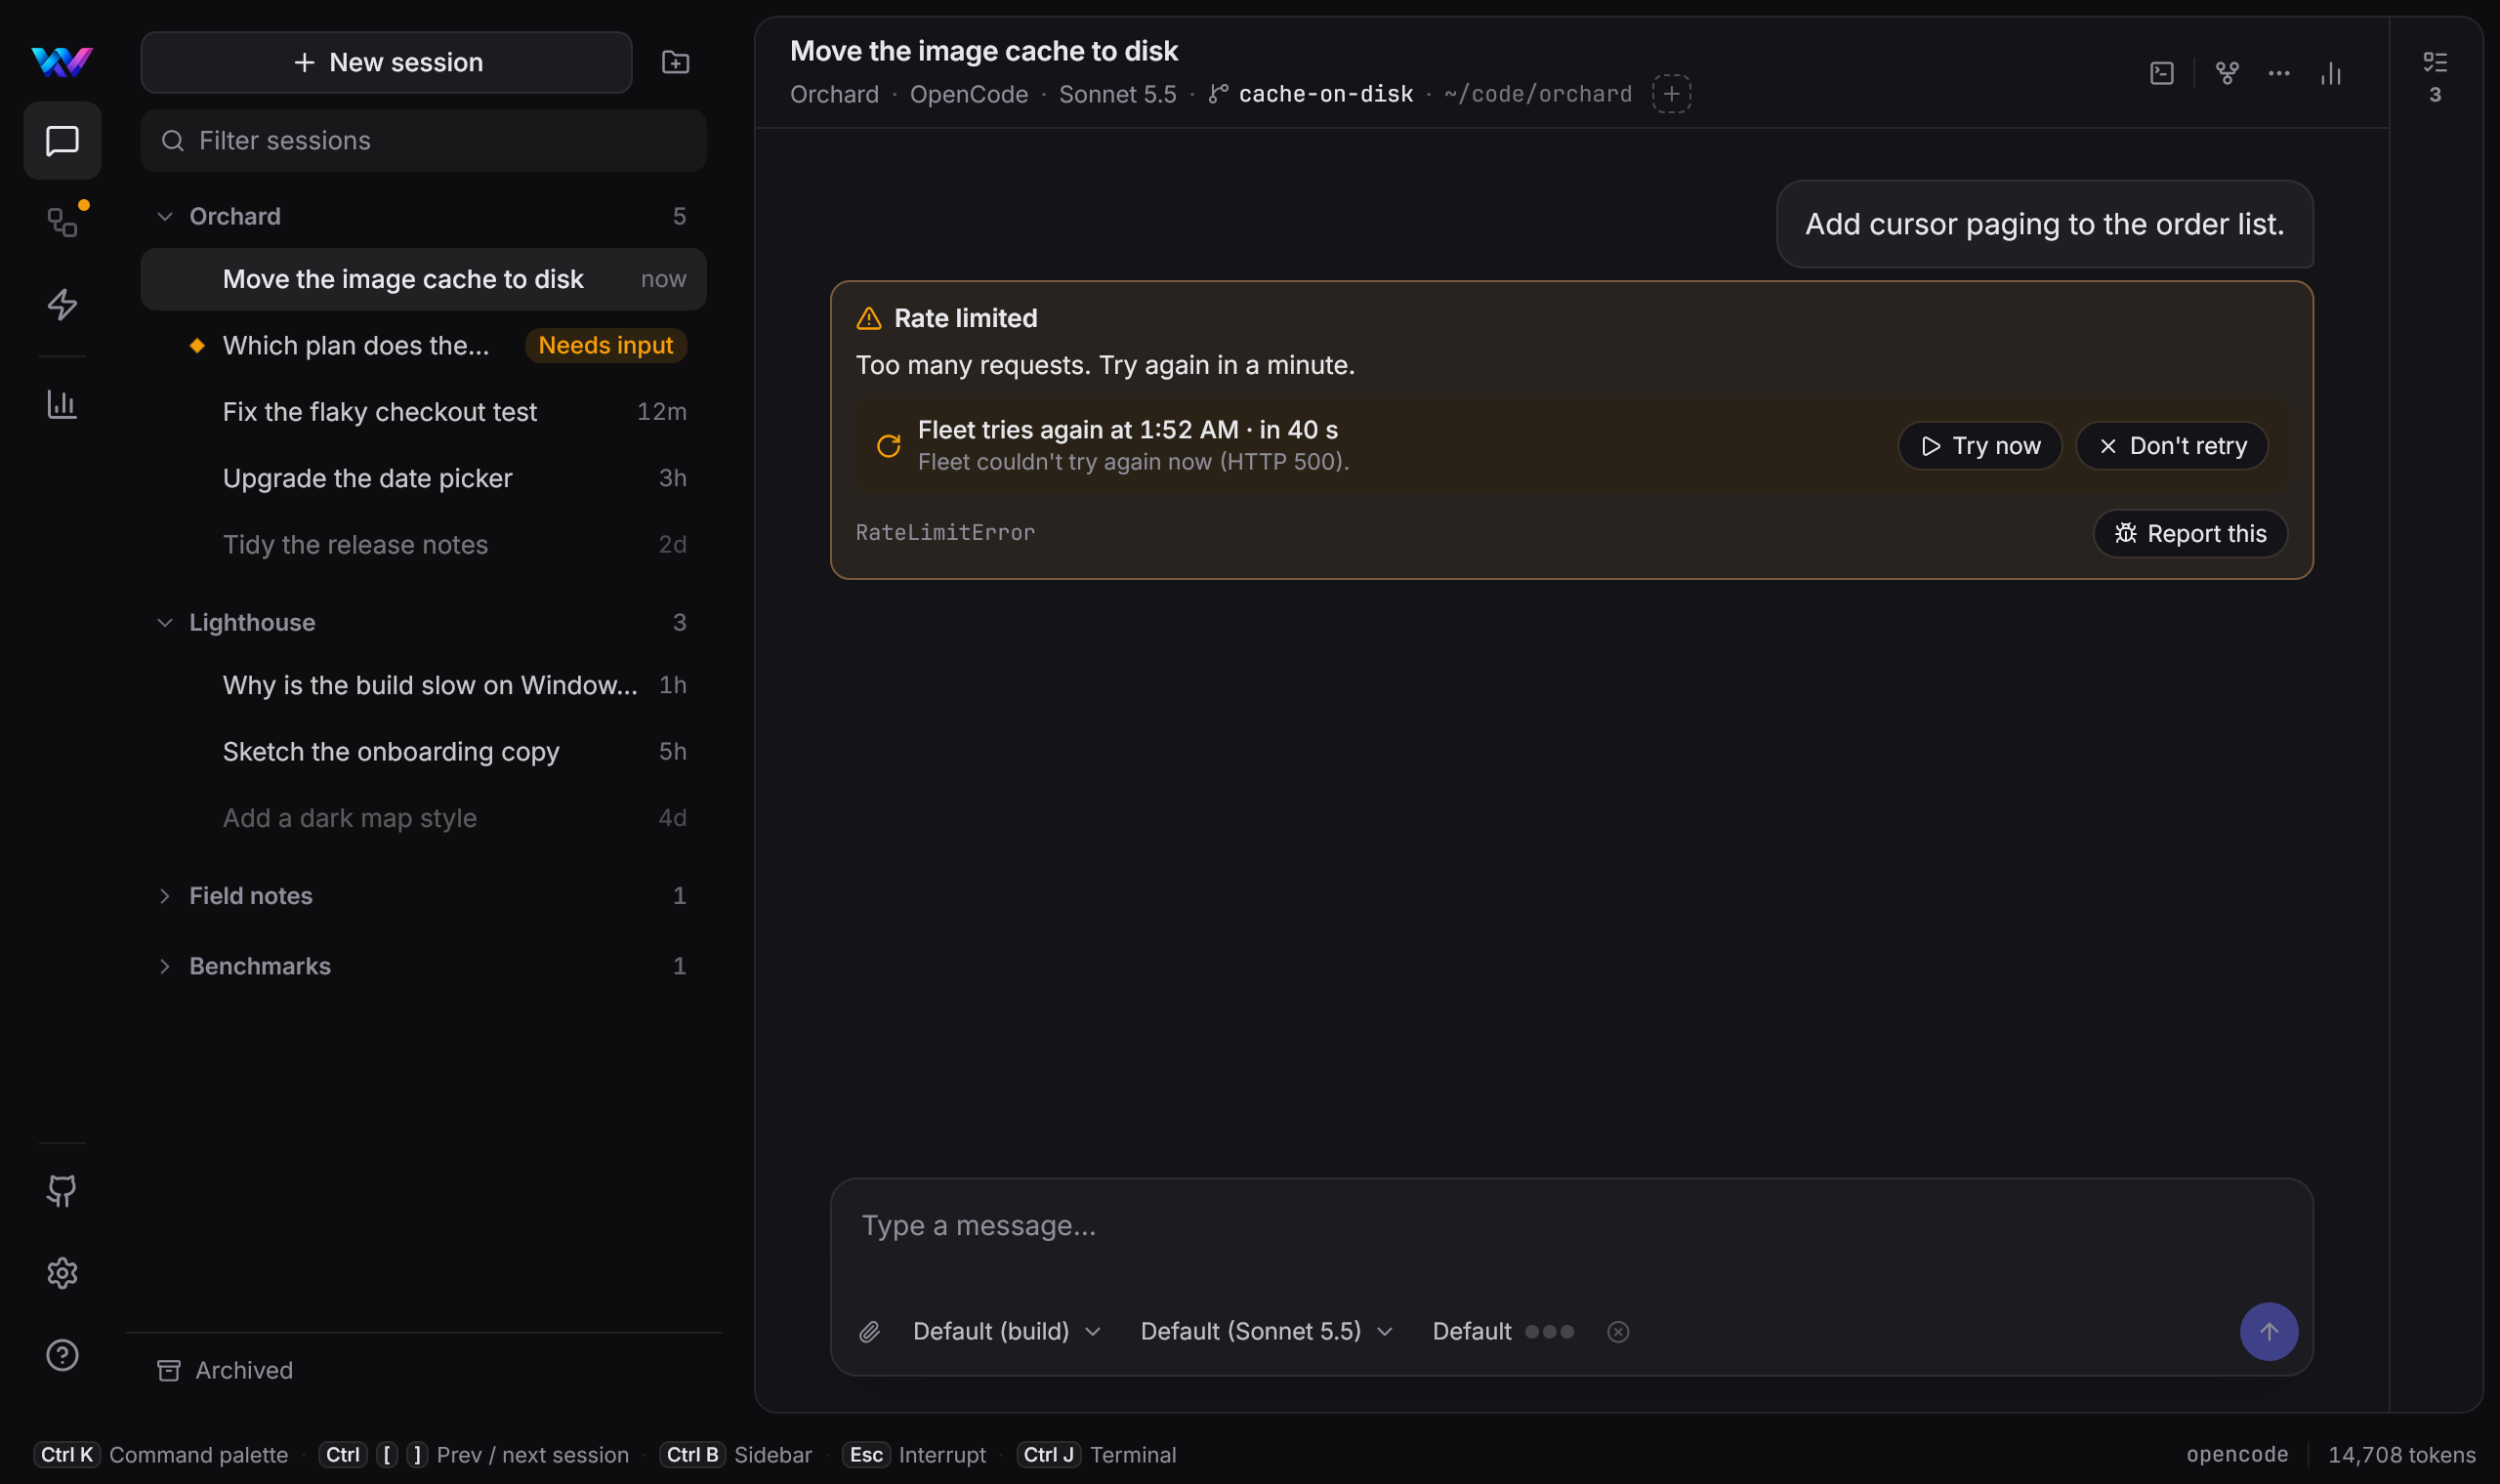 New session
Filter sessions
Orchard 5
Move the image cache to disk now
Which plan does the... Needs input
Fix the flaky checkout test 12m
Upgrade the date picker 3h
Tidy the release notes 2d
Lighthouse 3
Why is the build slow on Window... 1h
Sketch the onboarding copy 5h
Add a dark map style 4d
Field notes 1
Benchmarks 1
Archived
Move the image cache to disk
Orchard · OpenCode · Sonnet 5.5 · cache-on-disk · ~/code/orchard
3
Add cursor paging to the order list.
Rate limited
Too many requests. Try again in a minute.
Fleet tries again at 1:52 AM · in 40 s
Fleet couldn't try again now (HTTP 500).
Try now
Don't retry
RateLimitError
Report this
Type a message...
Default (build) Default (Sonnet 5.5) Default
Ctrl K Command palette · Ctrl [ ] Prev / next session · Ctrl B Sidebar · Esc Interrupt · Ctrl J Terminal
opencode 14,708 tokens